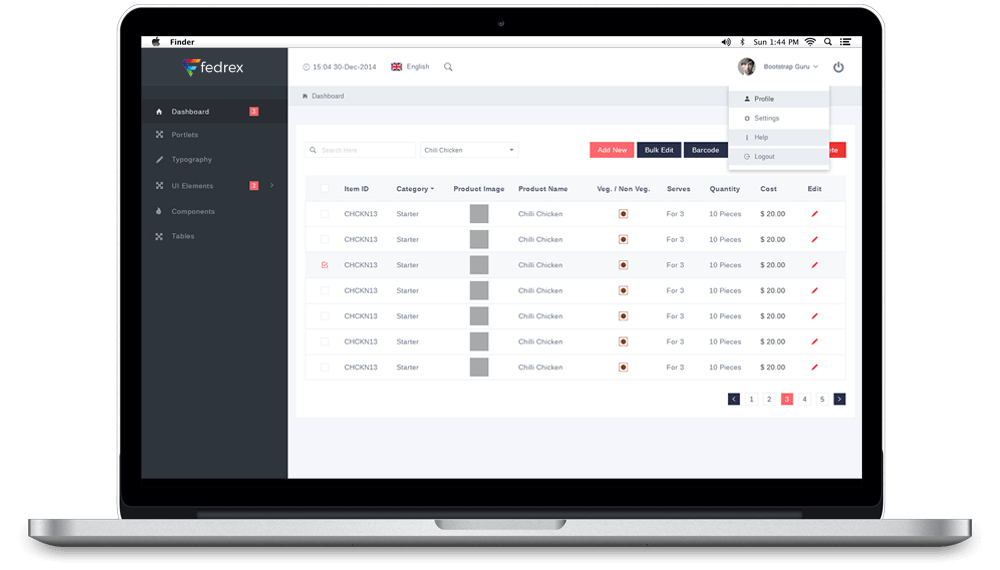 Finder
Sun 1:44 PM
fedrex
15:04 30-Dec-2014 English
Bootstrap Guru
Dashboard 3
Portlets
Typography
UI Elements 3
Components
Tables
Dashboard
Profile
Settings
Help
Logout
Search Here Chilli Chicken Add New Bulk Edit Barcode
Item ID Category Product Image Product Name Veg. / Non Veg. Serves Quantity Cost Edit
CHCKN13 Starter Chilli Chicken For 3 10 Pieces $ 20.00
CHCKN13 Starter Chilli Chicken For 3 10 Pieces $ 20.00
CHCKN13 Starter Chilli Chicken For 3 10 Pieces $ 20.00
CHCKN13 Starter Chilli Chicken For 3 10 Pieces $ 20.00
CHCKN13 Starter Chilli Chicken For 3 10 Pieces $ 20.00
CHCKN13 Starter Chilli Chicken For 3 10 Pieces $ 20.00
CHCKN13 Starter Chilli Chicken For 3 10 Pieces $ 20.00
1 2 3 4 5